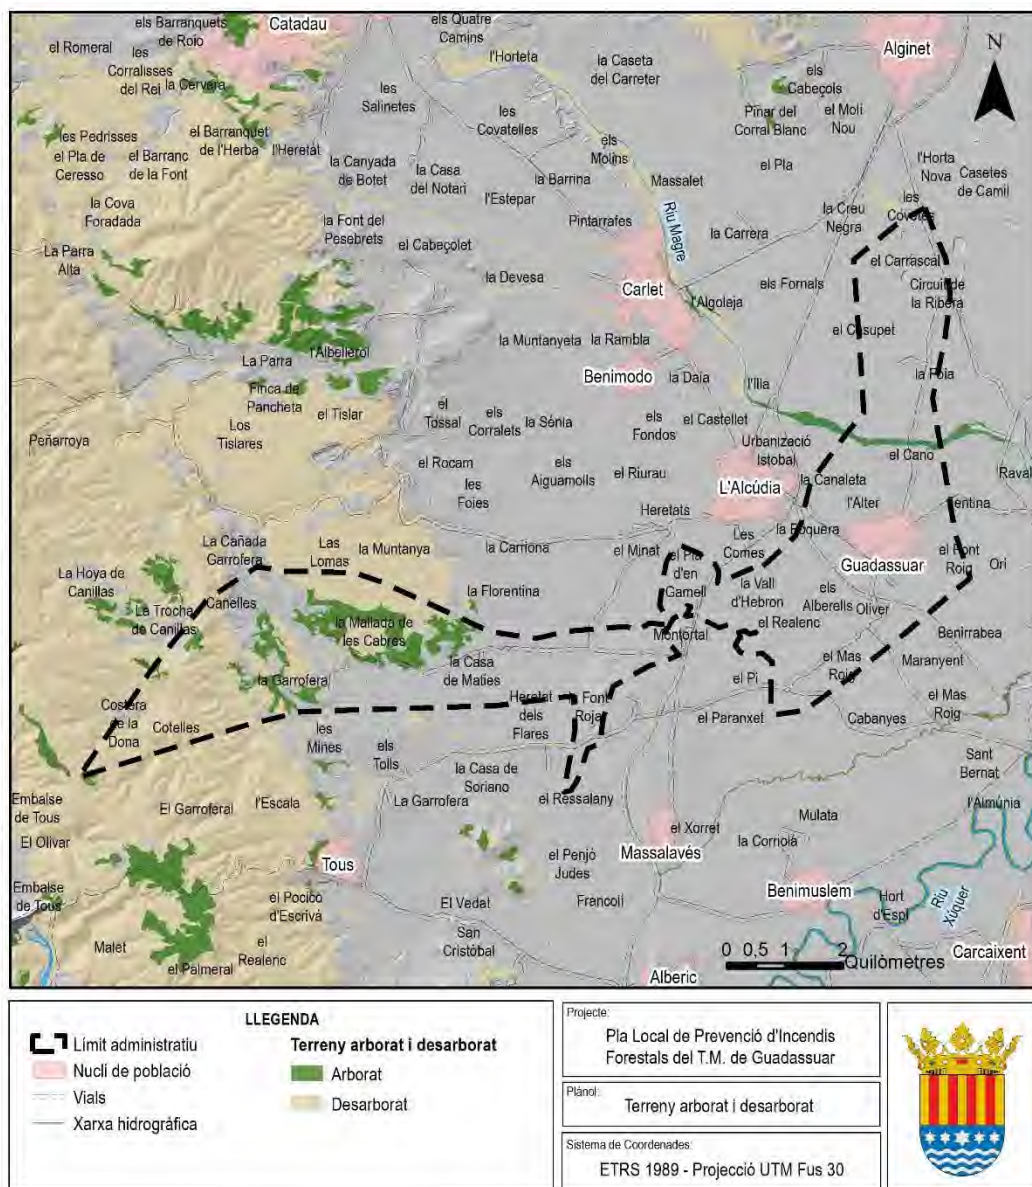 els Barranquets
de Roio
Catadau
els Quatre
Camins
el Romeral
les
Corralisses
del Rei
la Cervera
l'Horteta
la Caseta
del Carreter
Alginet
N
els
Cabeçols
les
Salinetes
les
Covatelles
Pinar del
Corral Blanc
el Molí
Nou
les Pedrisses
el Barranquet
de l'Herba
l'Heretat
els
Molins
el Pla de
Ceresso
el Barranc
de la Font
la Canyada
de Botet
la Casa
del Notari
la Barrina
Massalet
el Pla
l'Horta
Nova
Casetes
de Camil
la Cova
Foradada
l'Estepar
les
Covetes
la Font del
Pesebrets
Pintarrafes
Riu Magre
la Creu
Negra
la Carrera
La Parra
Alta
el Cabeçolet
el Carrascal
la Devesa
Carlet
l'Algoleja
els Fornals
Circuit de
la Ribera
el Casupet
la Muntanyeta
la Rambla
La Parra
l'Albellerol
Benimodo
la Daia
l'Illa
la Foia
Finca de
Pancheta
el Tislar
Los
Tislares
el
Tossal
els
Corralets
la Sénia
els
Fondos
el Castellet
Peñarroya
Urbanizació
Istobal
el Cano
el Rocam
els
Aiguamolls
el Riurau
L'Alcúdia
la Canaleta
Raval
les
Foies
l'Alter
Heretats
la Boquera
La Cañada
Garrofera
Las
Lomas
la Muntanya
la Carriona
el Minat
Les
Comes
Guadassuar
el Pont
Roig
Ori
el Pla
d'en
Gamell
La Hoya de
Canillas
Canelles
la Florentina
la Vall
d'Hebron
els
Alberells
Oliver
La Trocha
de Canillas
la Mallada de
les Cabres
Montortal
el Realenc
Benirrabea
la Casa
de Maties
el Pi
el Mas
Roig
Maranyent
la Garrofera
Heretat
dels
Flares
Font
Roja
el Mas
Roig
Costera
de la
Dona
Cotelles
el Paranxet
Cabanyes
les
Mines
els
Tolls
Sant
Bernat
la Casa de
Soriano
Embalse
de Tous
El Garroferal
l'Escala
La Garrofera
el Ressalany
l'Almúnia
El Olivar
Mulata
Massalavés
el Xorret
Tous
el Penjó
Judes
Benimuslem
Embalse
de Tous
el Pocico
d'Escrivà
El Vedat
Francolí
Hort
d'Espí
Riu
Xúquer
Malet
el
Realenc
San
Cristóbal
el Palmeral
Alberic
Carcaixent
0 0,5 1 2
Quilòmetres
LLEGENDA
Límit administratiu
Nucli de població
Vials
Xarxa hidrogràfica
Terreny arborat i desarborat
Arborat
Desarborat
Projecte:
Pla Local de Prevenció d'Incendis
Forestals del T.M. de Guadassuar
Plànol:
Terreny arborat i desarborat
Sistema de Coordenades:
ETRS 1989 - Projecció UTM Fus 30